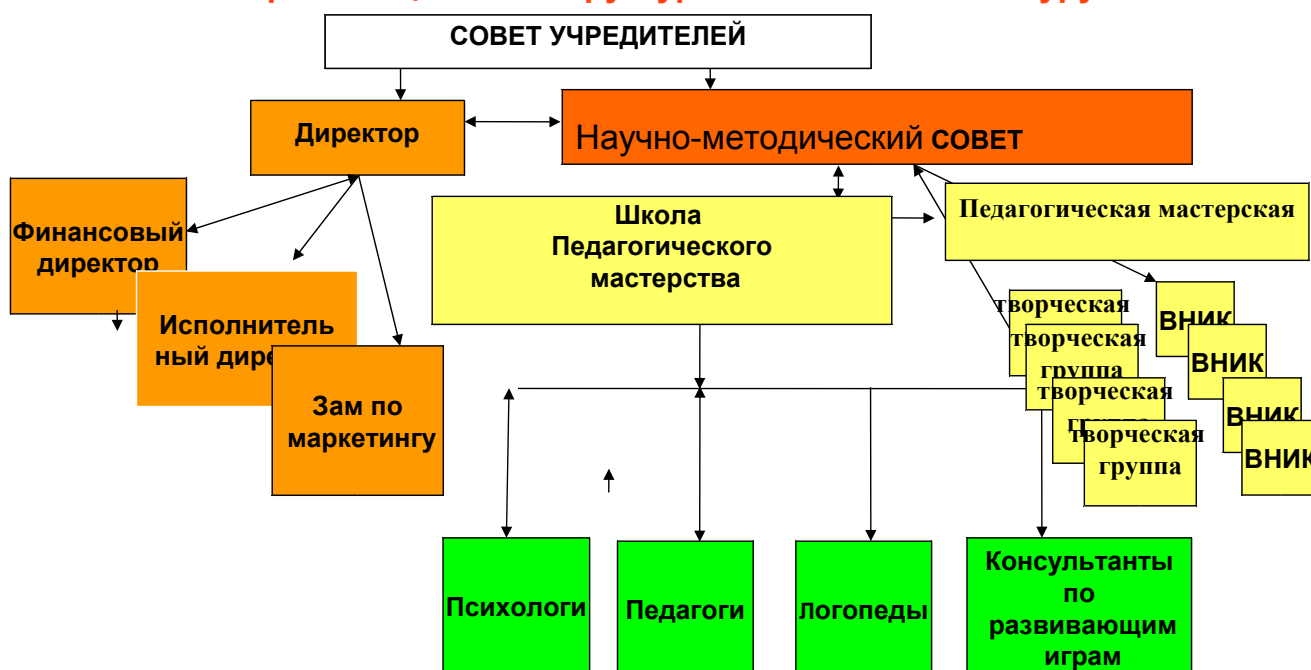 СОВЕТ УЧРЕДИТЕЛЕЙ
Директор
Научно-методический СОВЕТ
Финансовый
директор
Исполнитель
ный
Зам по
маркетингу
Школа
Педагогического
мастерства
Педагогическая мастерская
творческая
творческая
группа
творческая
творческая
группа
ВНИК
ВНИК
ВНИК
ВНИК
Психологи
Педагоги
Логопеды
Консультанты
по
развивающим
играм